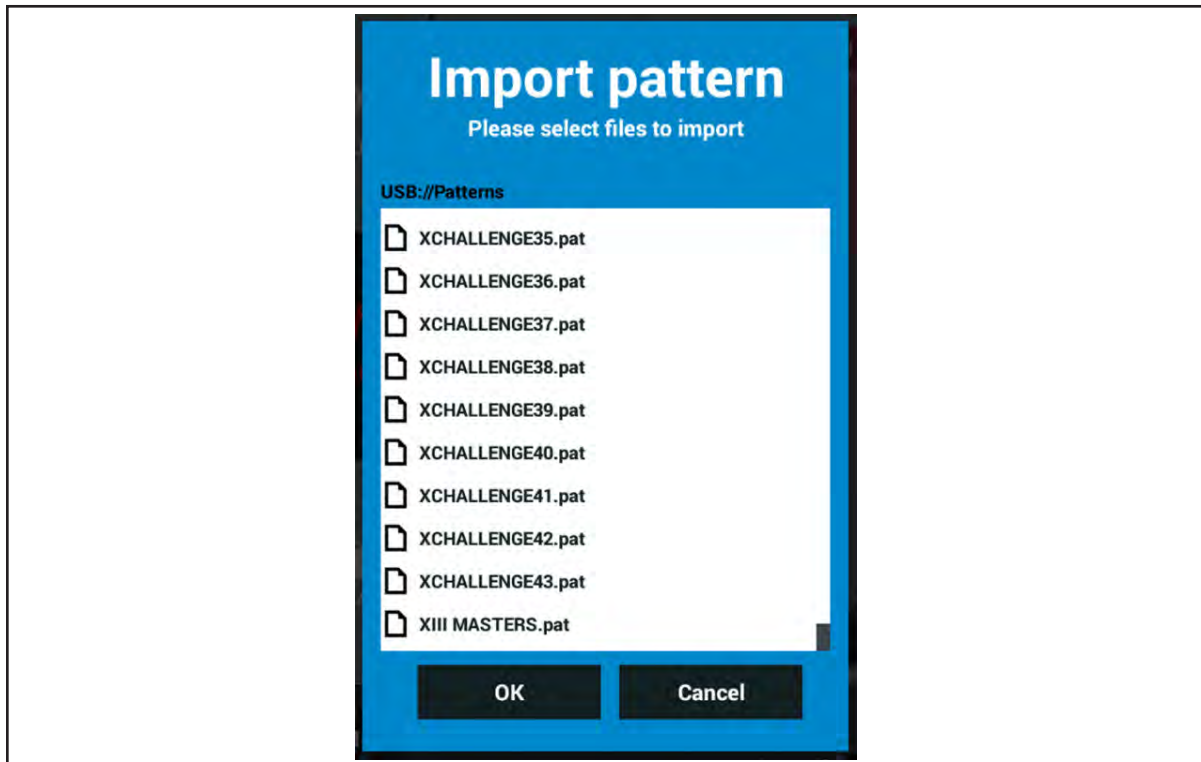 Import pattern
Please select files to import
USB://Patterns
XCHALLENGE35.pat
XCHALLENGE36.pat
XCHALLENGE37.pat
XCHALLENGE38.pat
XCHALLENGE39.pat
XCHALLENGE40.pat
XCHALLENGE41.pat
XCHALLENGE42.pat
XCHALLENGE43.pat
XIII MASTERS.pat
OK Cancel